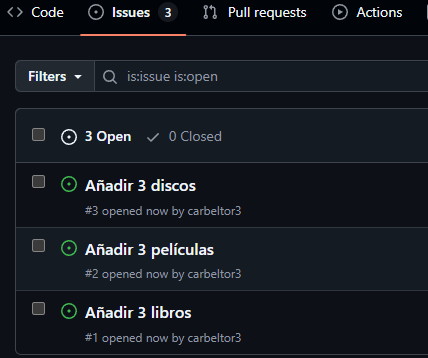 Code Issues 3 Pull requests Actions
Filters is:issue is:open
3 Open 0 Closed
Añadir 3 discos
#3 opened now by carbeltor3
Añadir 3 películas
#2 opened now by carbeltor3
Añadir 3 libros
#1 opened now by carbeltor3